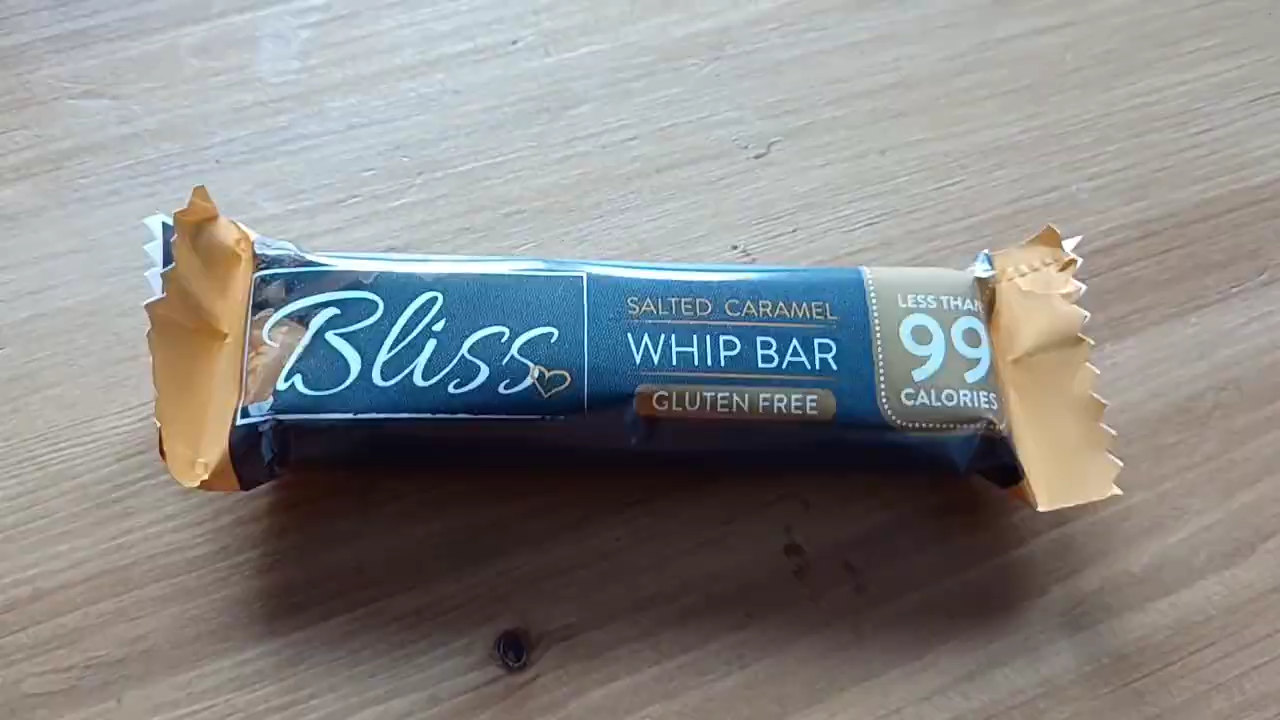 Bliss
SALTED CARAMEL
WHIP BAR
GLUTEN FREE
LESS THAN
99
CALORIES